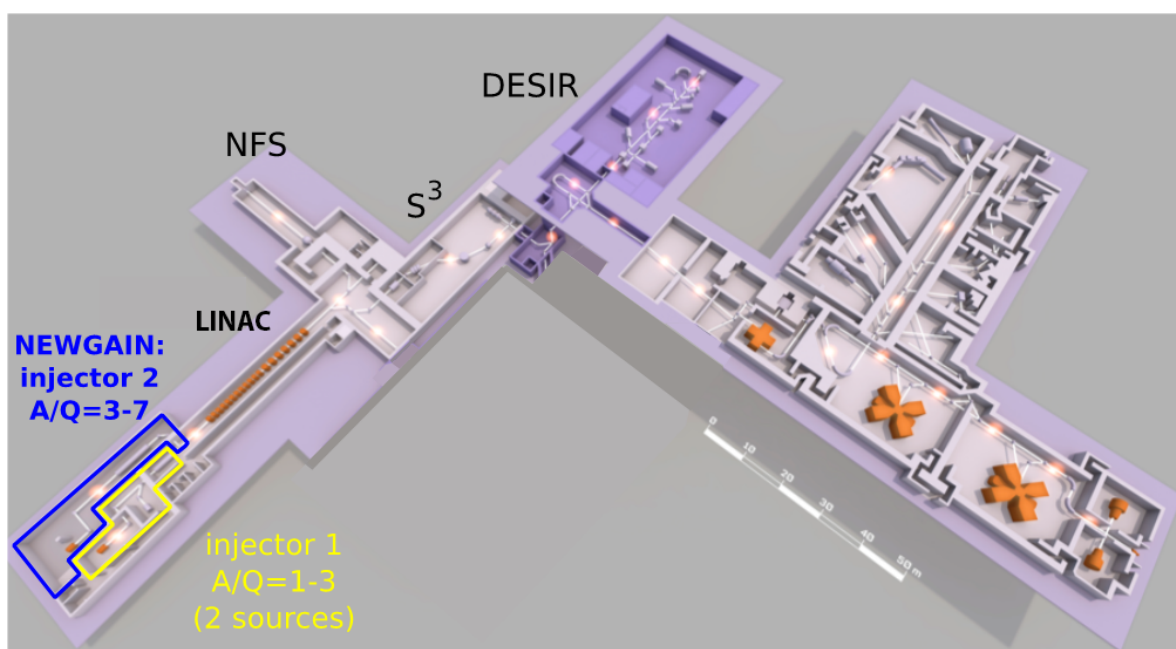 DESIR
NFS
S³
LINAC
NEWGAIN:
injector 2
A/Q=3-7
injector 1
A/Q=1-3
(2 sources)
0
10
20
30
40
50 m